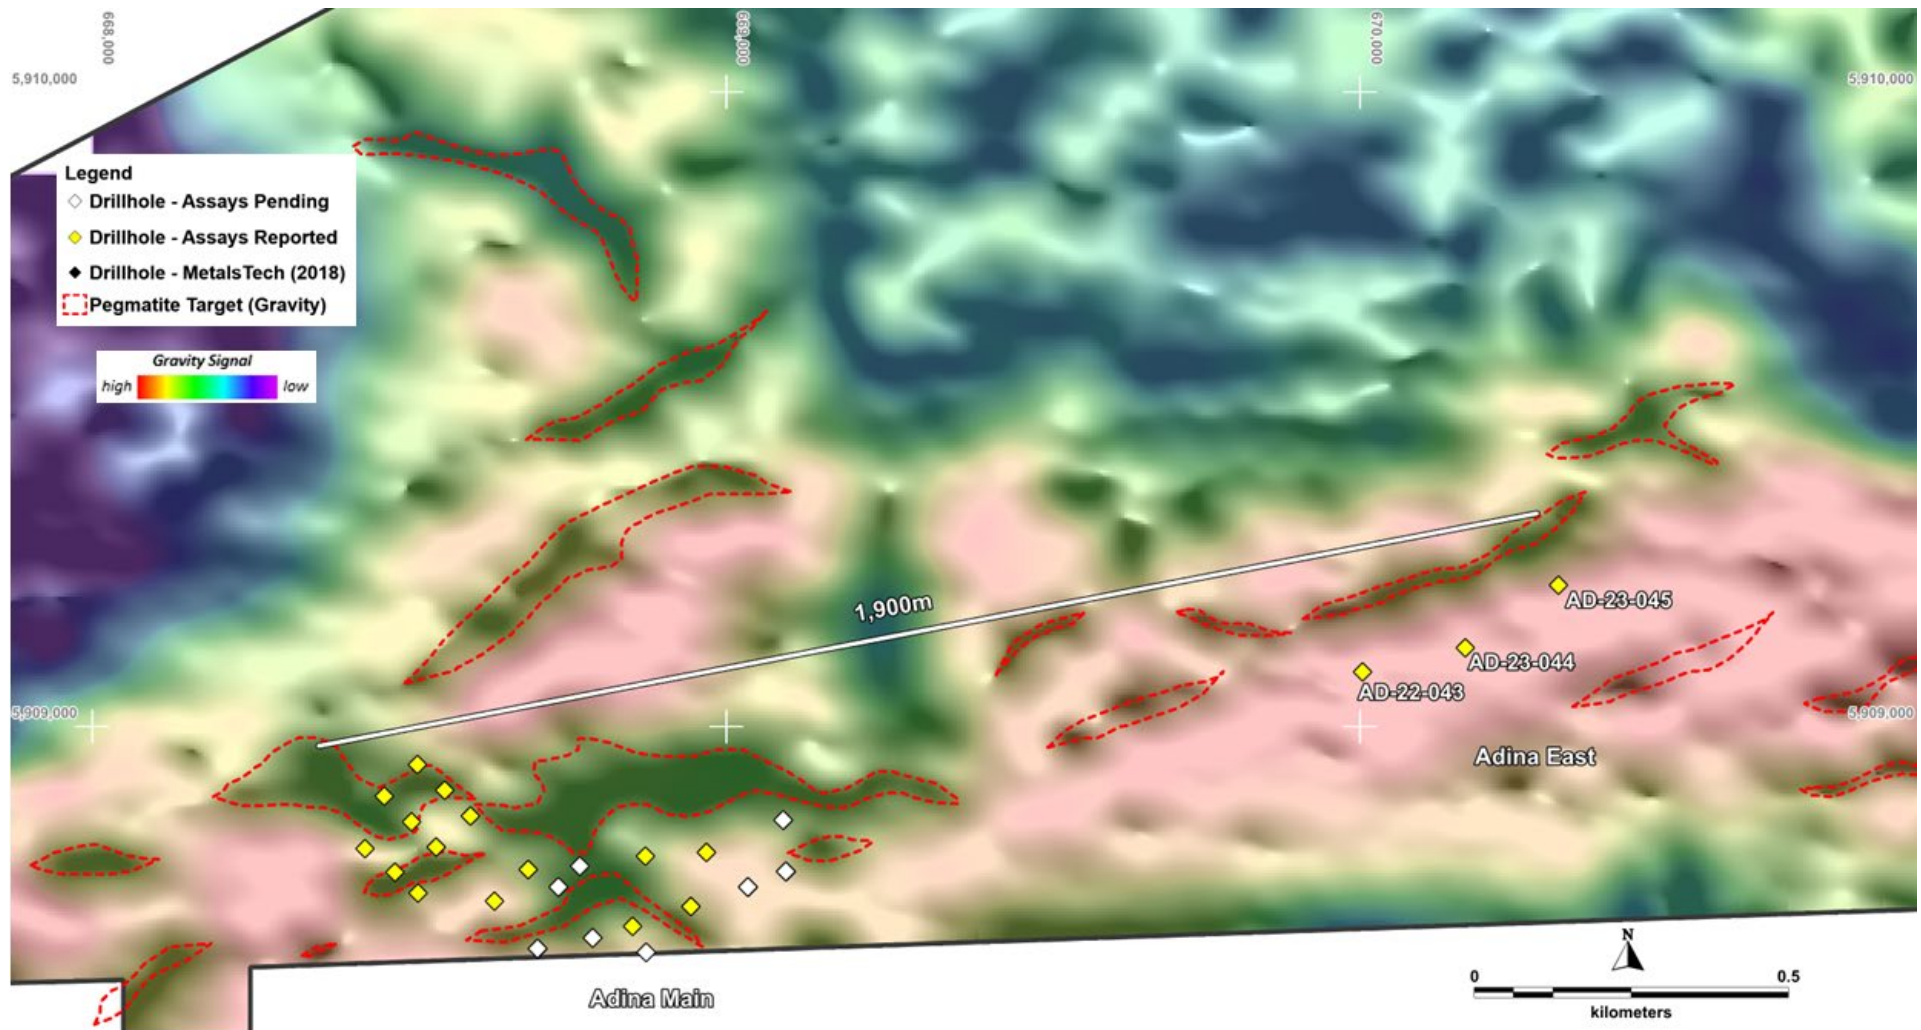 668,000
669,000
670,000
5,910,000
5,910,000
Legend
Drillhole - Assays Pending
Drillhole - Assays Reported
Drillhole - MetalsTech (2018)
Pegmatite Target (Gravity)
Gravity Signal
high low
1,900m
AD-23-045
AD-23-044
AD-22-043
5,909,000
5,909,000
Adina East
Adina Main
N
0 0.5
kilometers